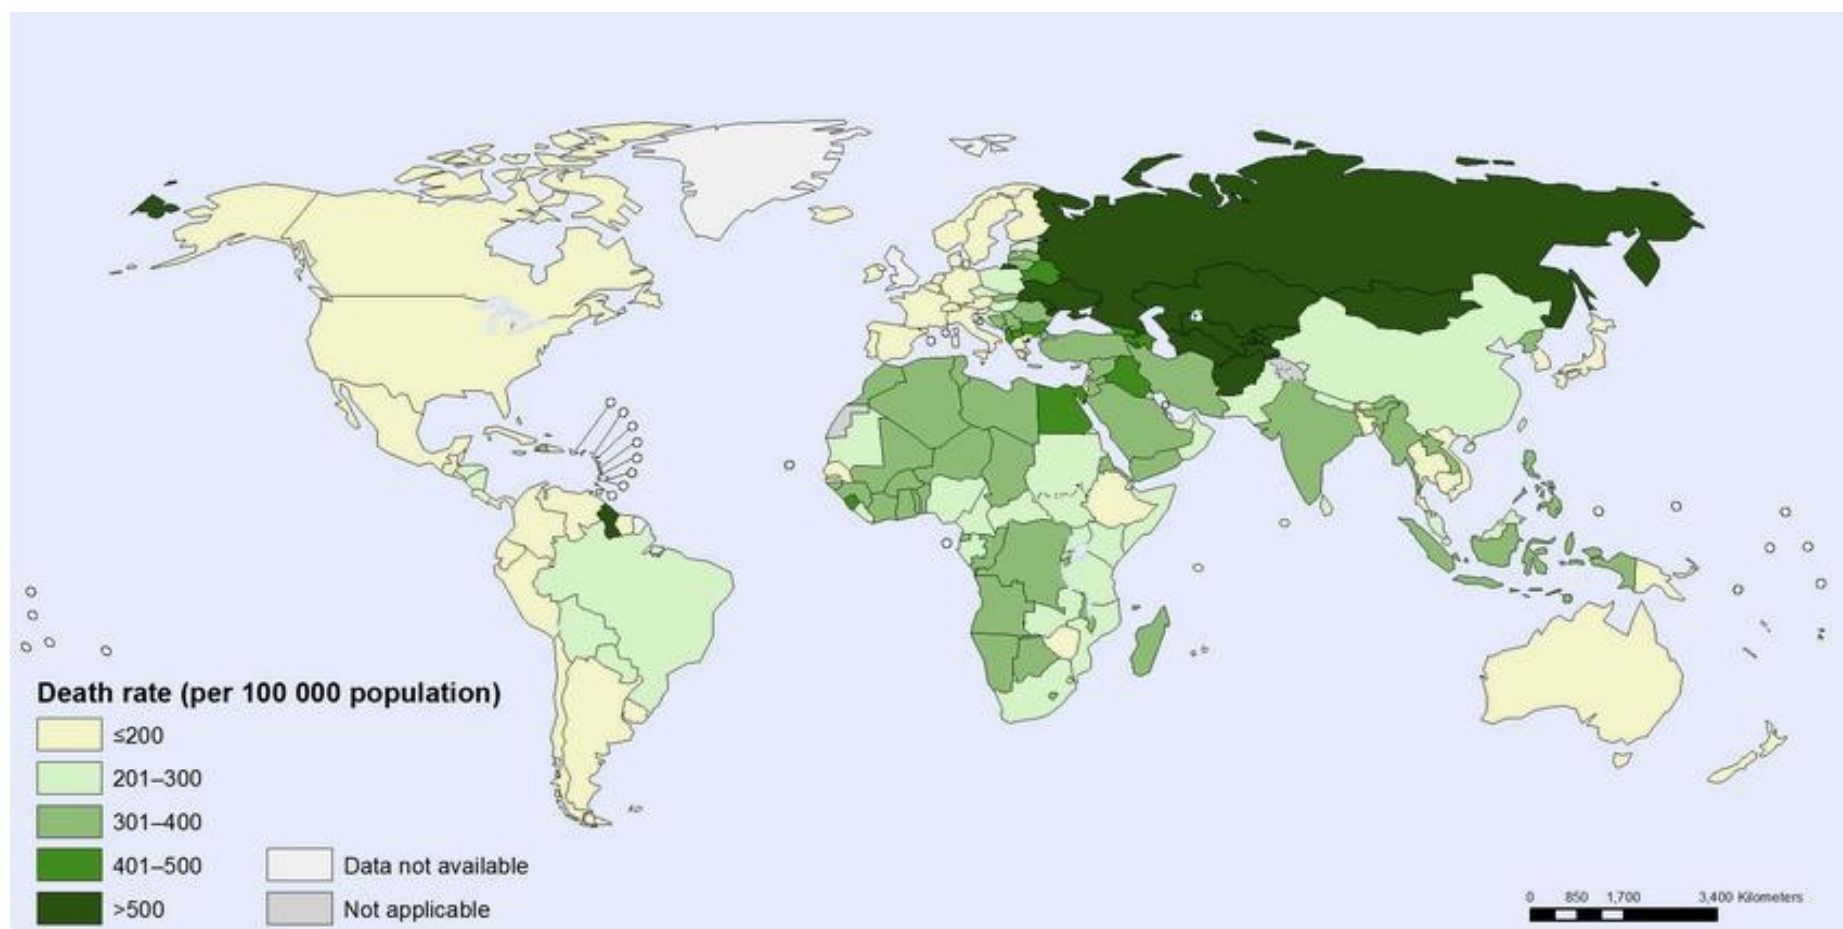 Death rate (per 100 000 population)
≤200
201–300
301–400
401–500
>500
Data not available
Not applicable
0 850 1,700 3,400 Kilometers